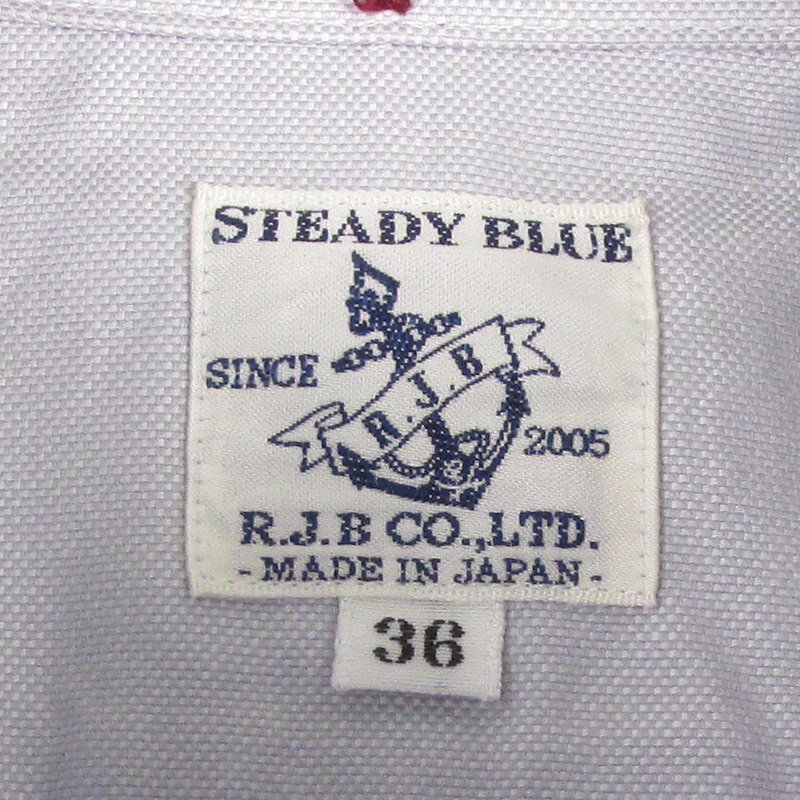 STEADY BLUE
SINCE
R.J.B
2005
R.J.B CO.,LTD.
- MADE IN JAPAN -
36